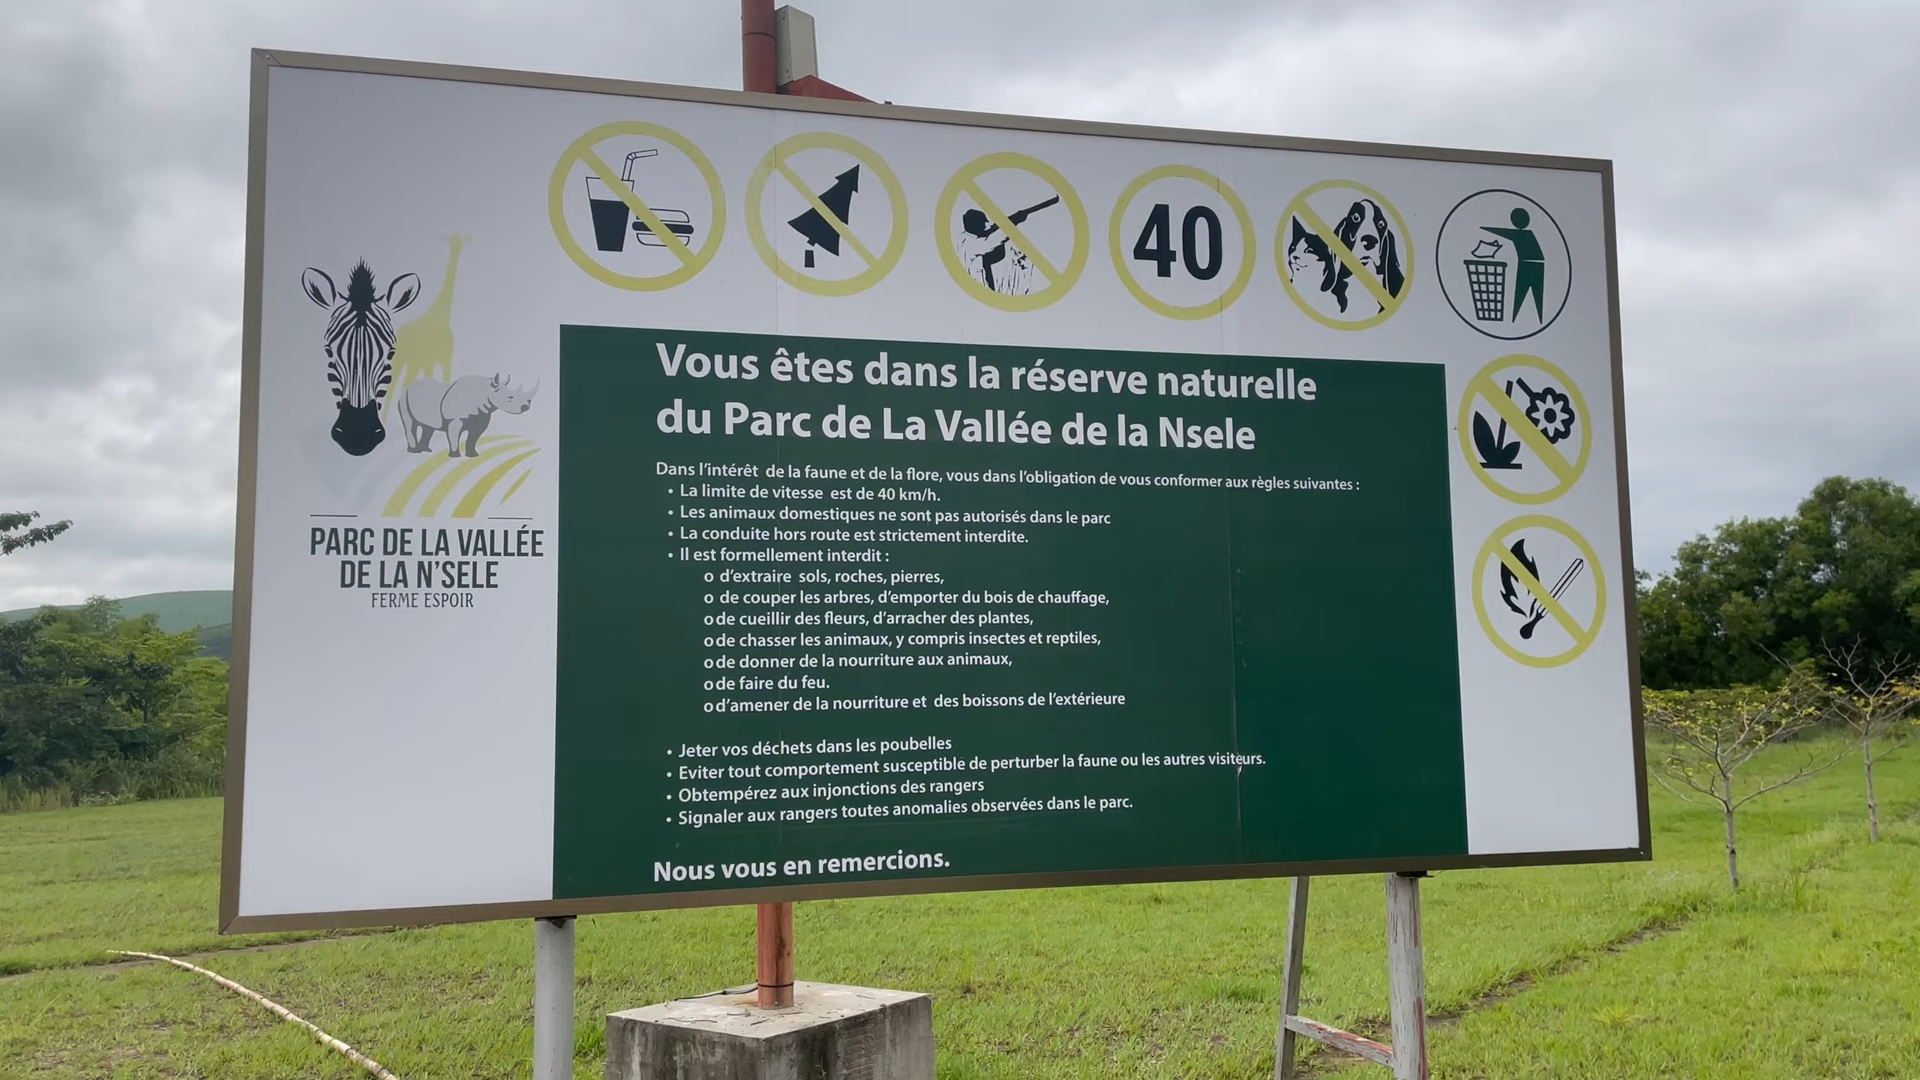 40
PARC DE LA VALLÉE
DE LA N'SELE
FERME ESPOIR
Vous êtes dans la réserve naturelle
du Parc de La Vallée de la Nsele
Dans l'intérêt de la faune et de la flore, vous dans l'obligation de vous conformer aux règles suivantes :
• La limite de vitesse est de 40 km/h.
• Les animaux domestiques ne sont pas autorisés dans le parc
• La conduite hors route est strictement interdite.
• Il est formellement interdit :
o d'extraire sols, roches, pierres,
o de couper les arbres, d'emporter du bois de chauffage,
o de cueillir des fleurs, d'arracher des plantes,
o de chasser les animaux, y compris insectes et reptiles,
o de donner de la nourriture aux animaux,
o de faire du feu.
o d'amener de la nourriture et des boissons de l'extérieure
• Jeter vos déchets dans les poubelles
• Eviter tout comportement susceptible de perturber la faune ou les autres visiteurs.
• Obtempérez aux injonctions des rangers
• Signaler aux rangers toutes anomalies observées dans le parc.
Nous vous en remercions.